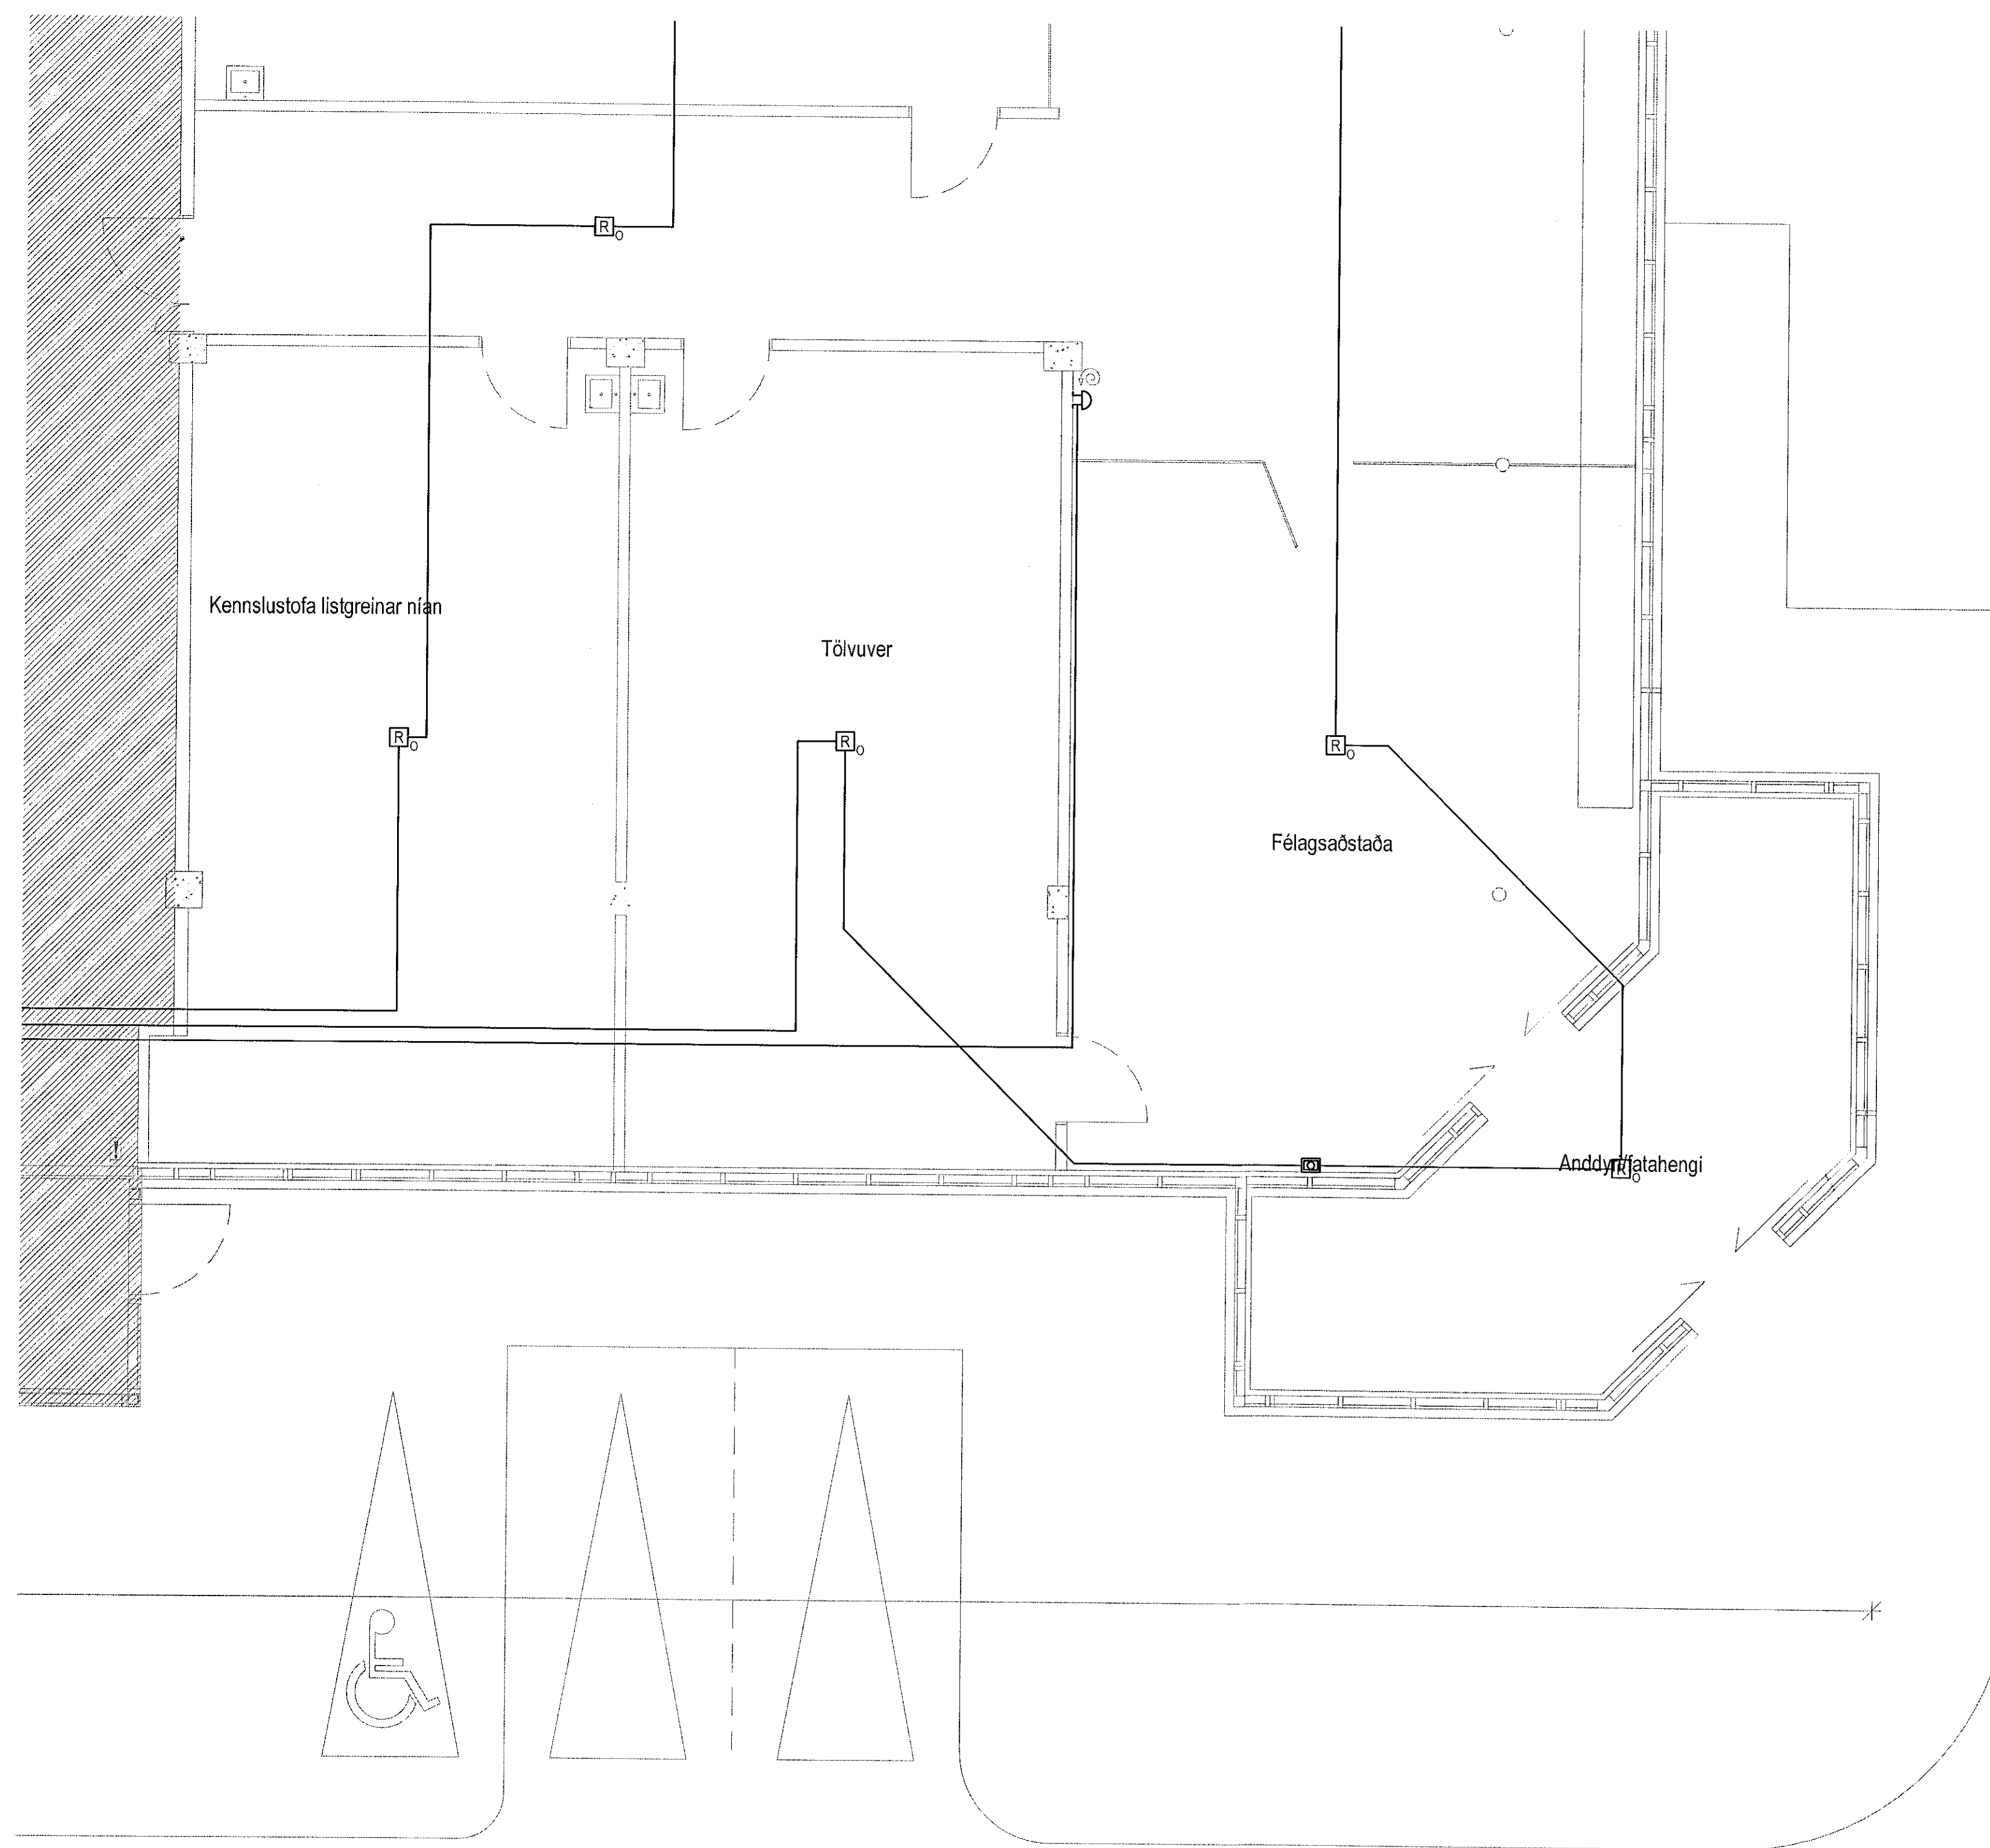 R
O
Kennslustofa listgreinar nían
Tölvuver
R
O
R
O
R
O
Félagsaðstaða
Anddyri/fatahengi
R
O